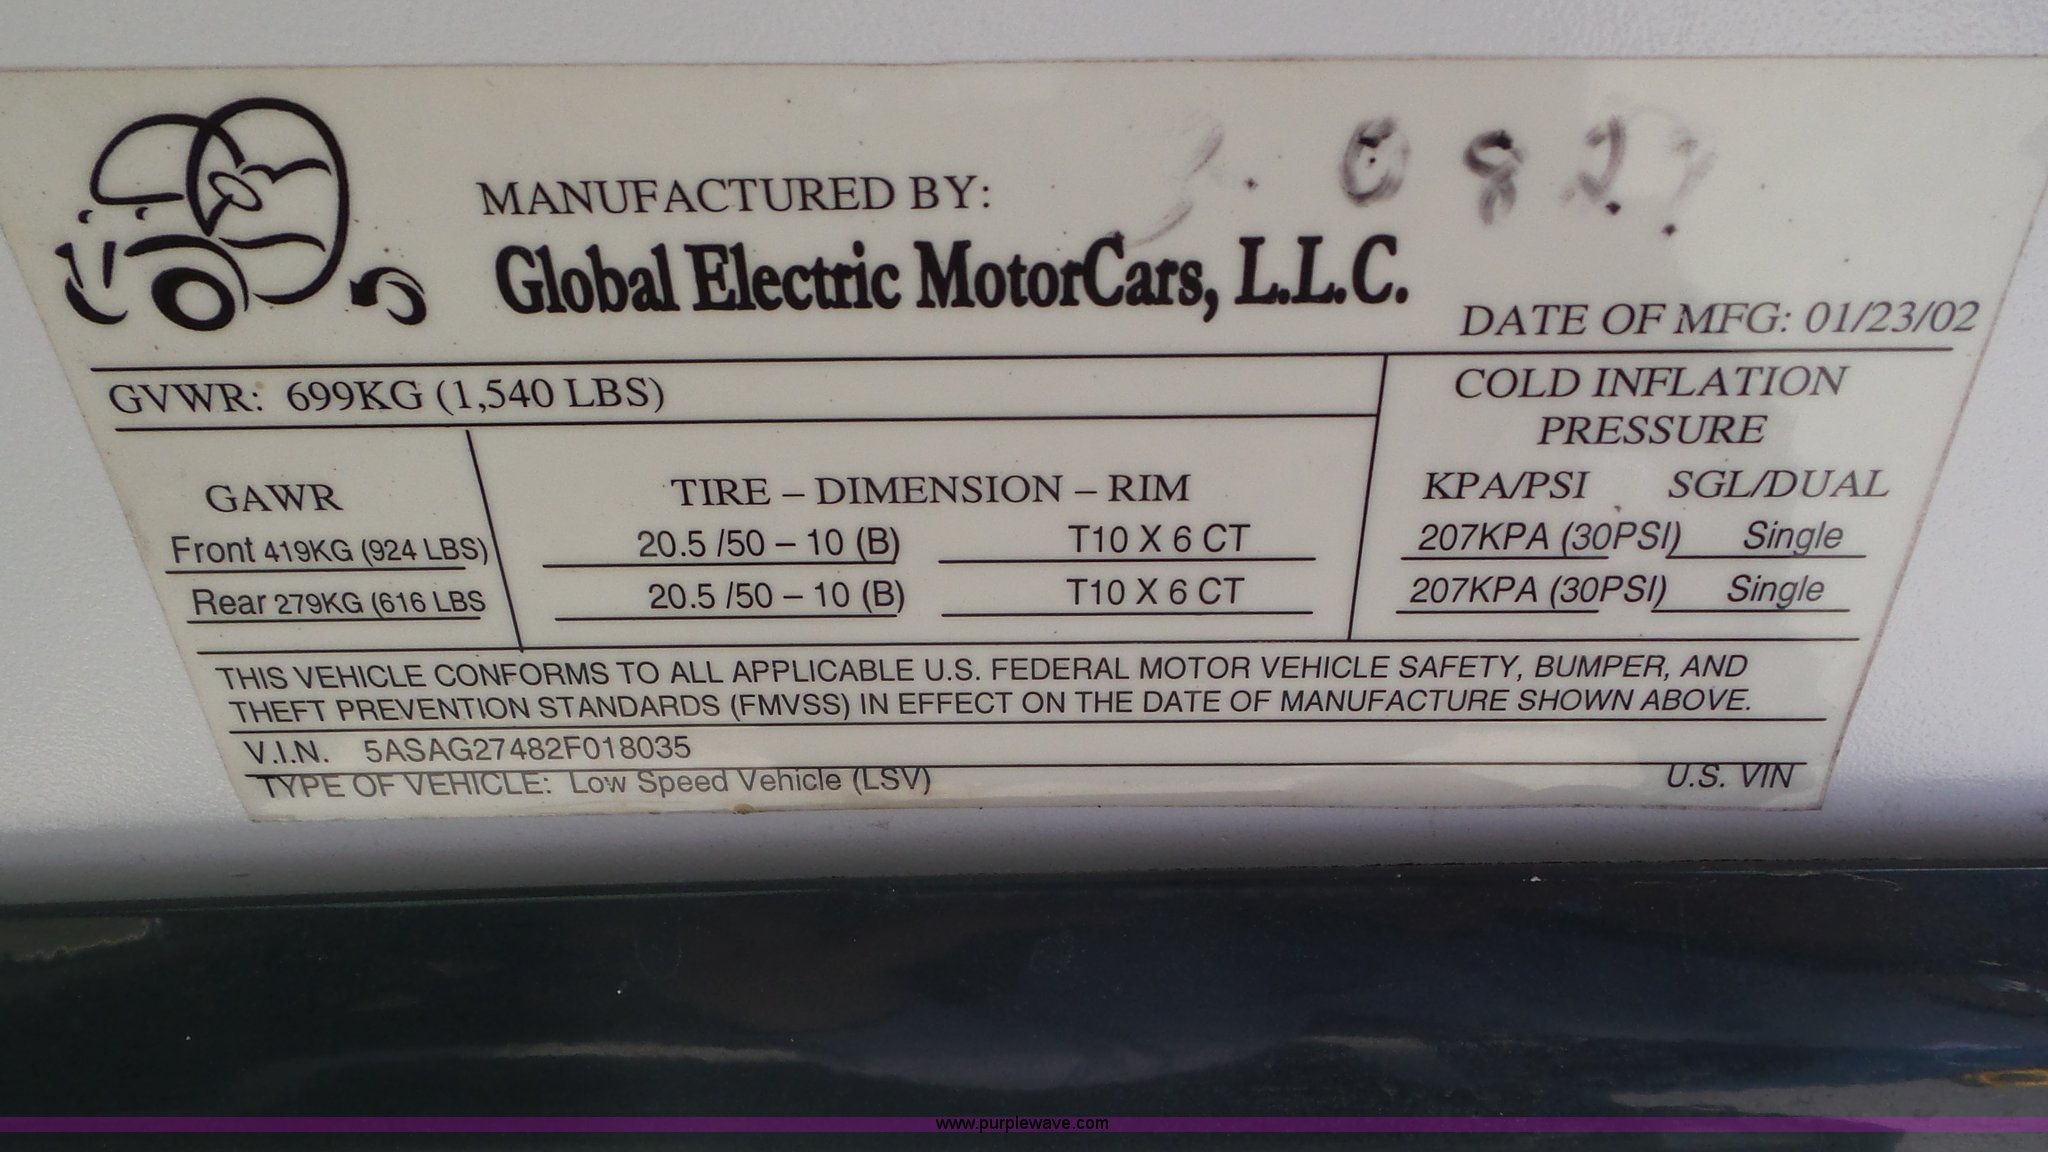 MANUFACTURED BY:
Global Electric MotorCars, L.L.C.
DATE OF MFG: 01/23/02
GVWR: 699KG (1,540 LBS)
COLD INFLATION
PRESSURE
GAWR TIRE – DIMENSION – RIM KPA/PSI SGL/DUAL
Front 419KG (924 LBS) 20.5 /50 – 10 (B) T10 X 6 CT 207KPA (30PSI) Single
Rear 279KG (616 LBS 20.5 /50 – 10 (B) T10 X 6 CT 207KPA (30PSI) Single
THIS VEHICLE CONFORMS TO ALL APPLICABLE U.S. FEDERAL MOTOR VEHICLE SAFETY, BUMPER, AND
THEFT PREVENTION STANDARDS (FMVSS) IN EFFECT ON THE DATE OF MANUFACTURE SHOWN ABOVE.
V.I.N. 5ASAG27482F018035
TYPE OF VEHICLE: Low Speed Vehicle (LSV) U.S. VIN
www.purplewave.com